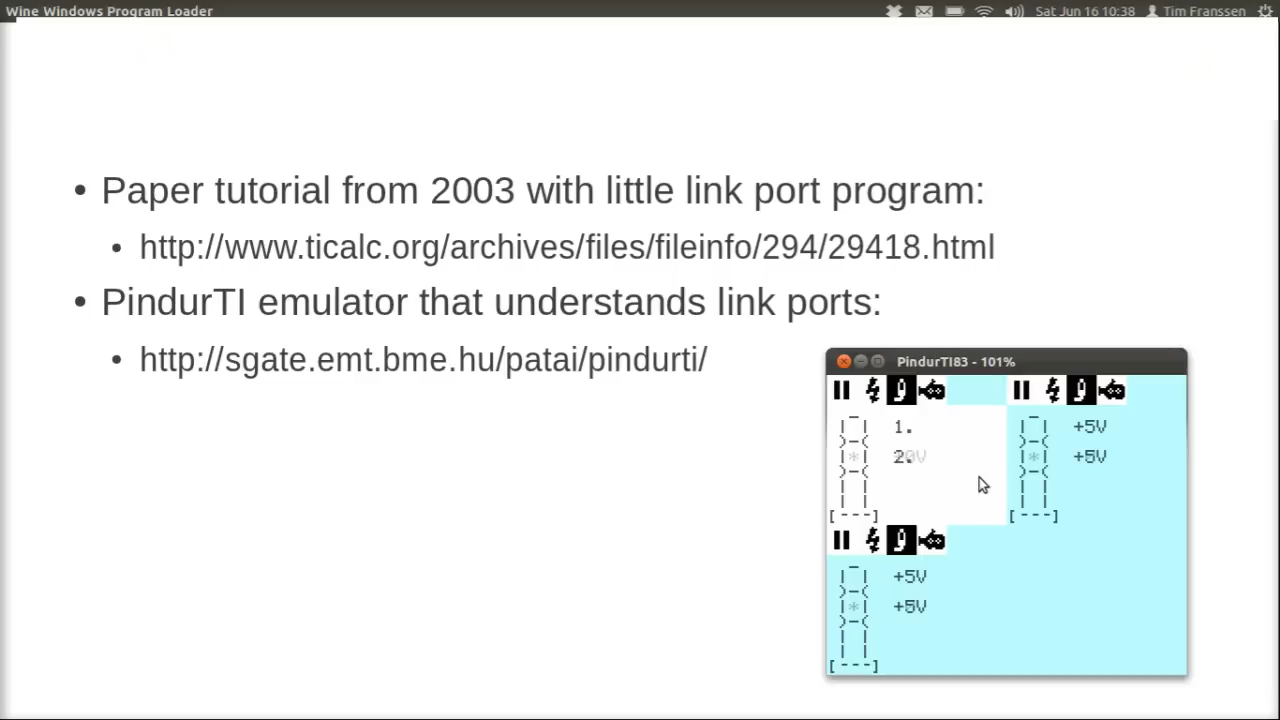 Wine Windows Program Loader
Sat Jun 16 10:38 Tim Franssen
• Paper tutorial from 2003 with little link port program:
• http://www.ticalc.org/archives/files/fileinfo/294/29418.html
• PindurTI emulator that understands link ports:
• http://sgate.emt.bme.hu/patai/pindurti/
PindurTI83 - 101%
1.
2.
+5V
+5V
+5V
+5V